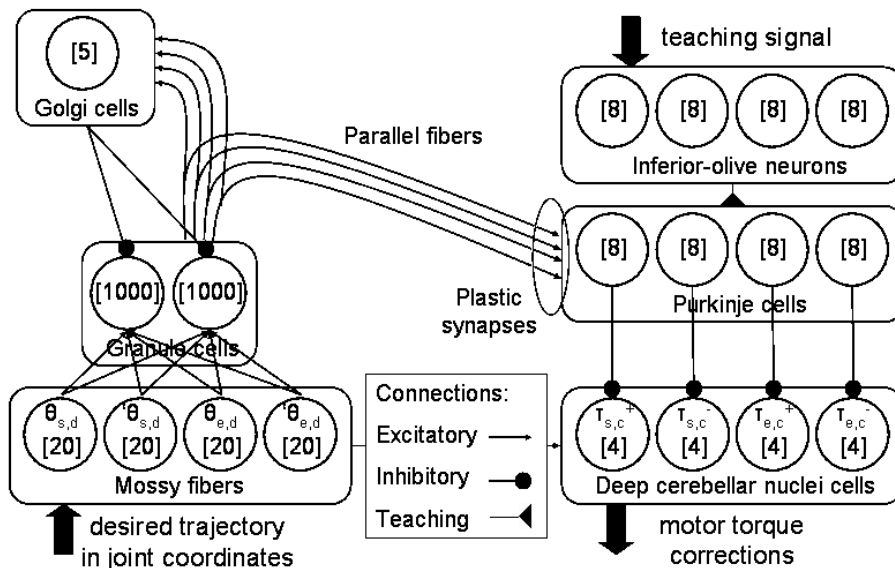 [5]
Golgi cells
Parallel fibers
teaching signal
[8] [8] [8] [8]
Inferior-olive neurons
[1000] [1000]
Granule cells
Plastic
synapses
[8] [8] [8] [8]
Purkinje cells
θs,d 'θs,d θe,d 'θe,d
[20] [20] [20] [20]
Mossy fibers
Connections:
Excitatory
Inhibitory
Teaching
τs,c+ τs,c- τe,c+ τe,c-
[4] [4] [4] [4]
Deep cerebellar nuclei cells
desired trajectory
in joint coordinates
motor torque
corrections